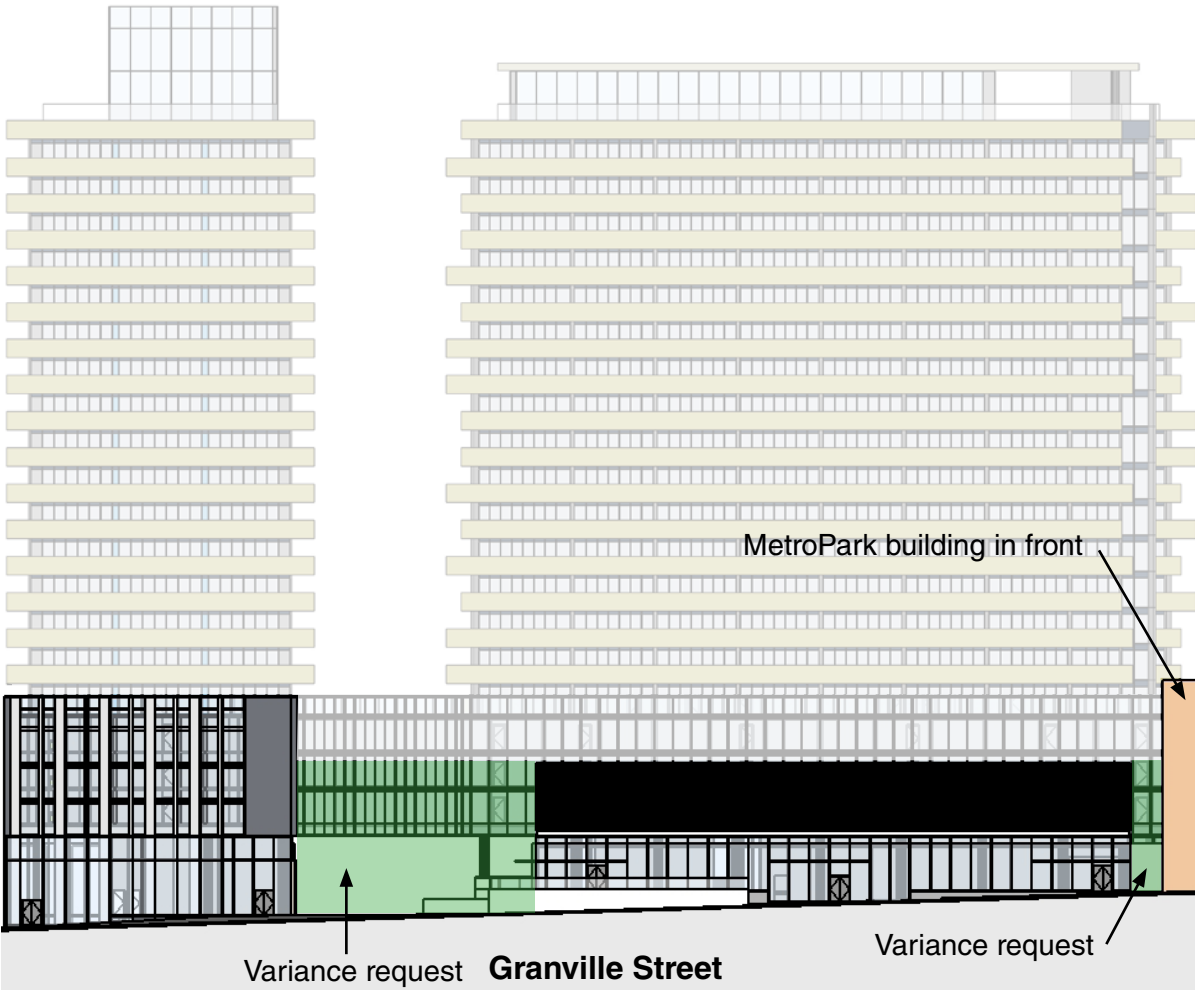 MetroPark building in front
Variance request
Variance request
Granville Street